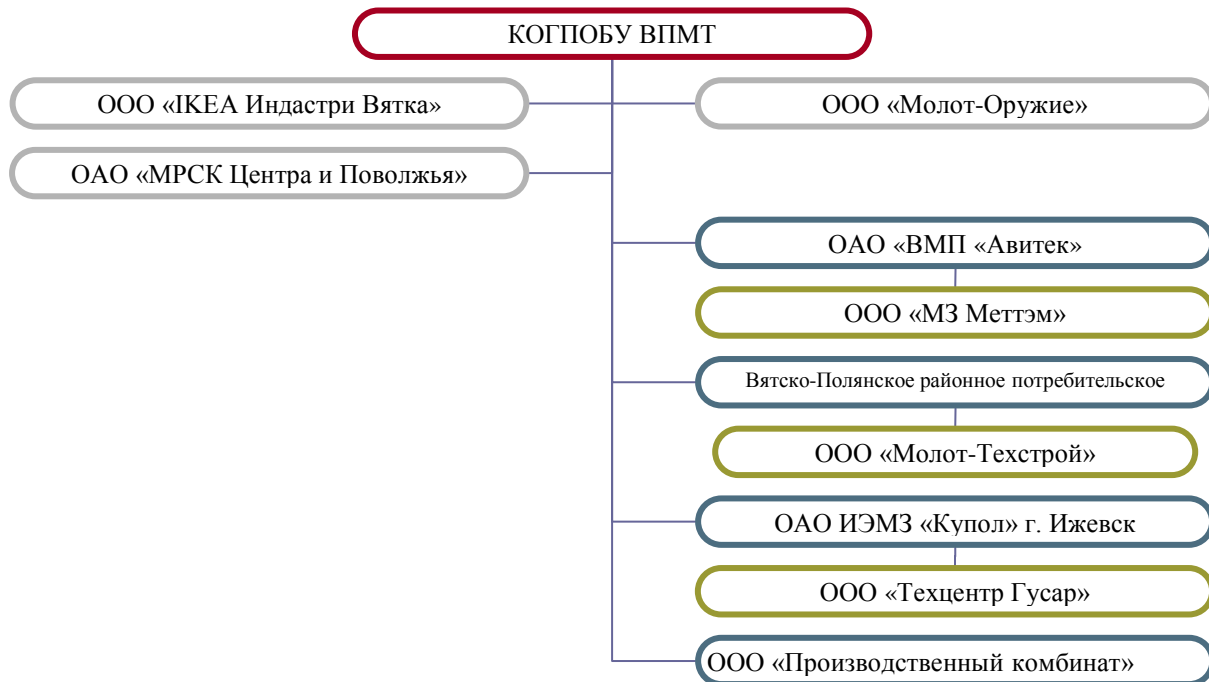 КОГПОБУ ВПМТ
ООО «IKEA Индастри Вятка»
ООО «Молот-Оружие»
ОАО «МРСК Центра и Поволжья»
ОАО «ВМП «Авитек»
ООО «МЗ Меттэм»
Вятско-Полянское районное потребительское
ООО «Молот-Техстрой»
ОАО ИЭМЗ «Купол» г. Ижевск
ООО «Техцентр Гусар»
ООО «Производственный комбинат»